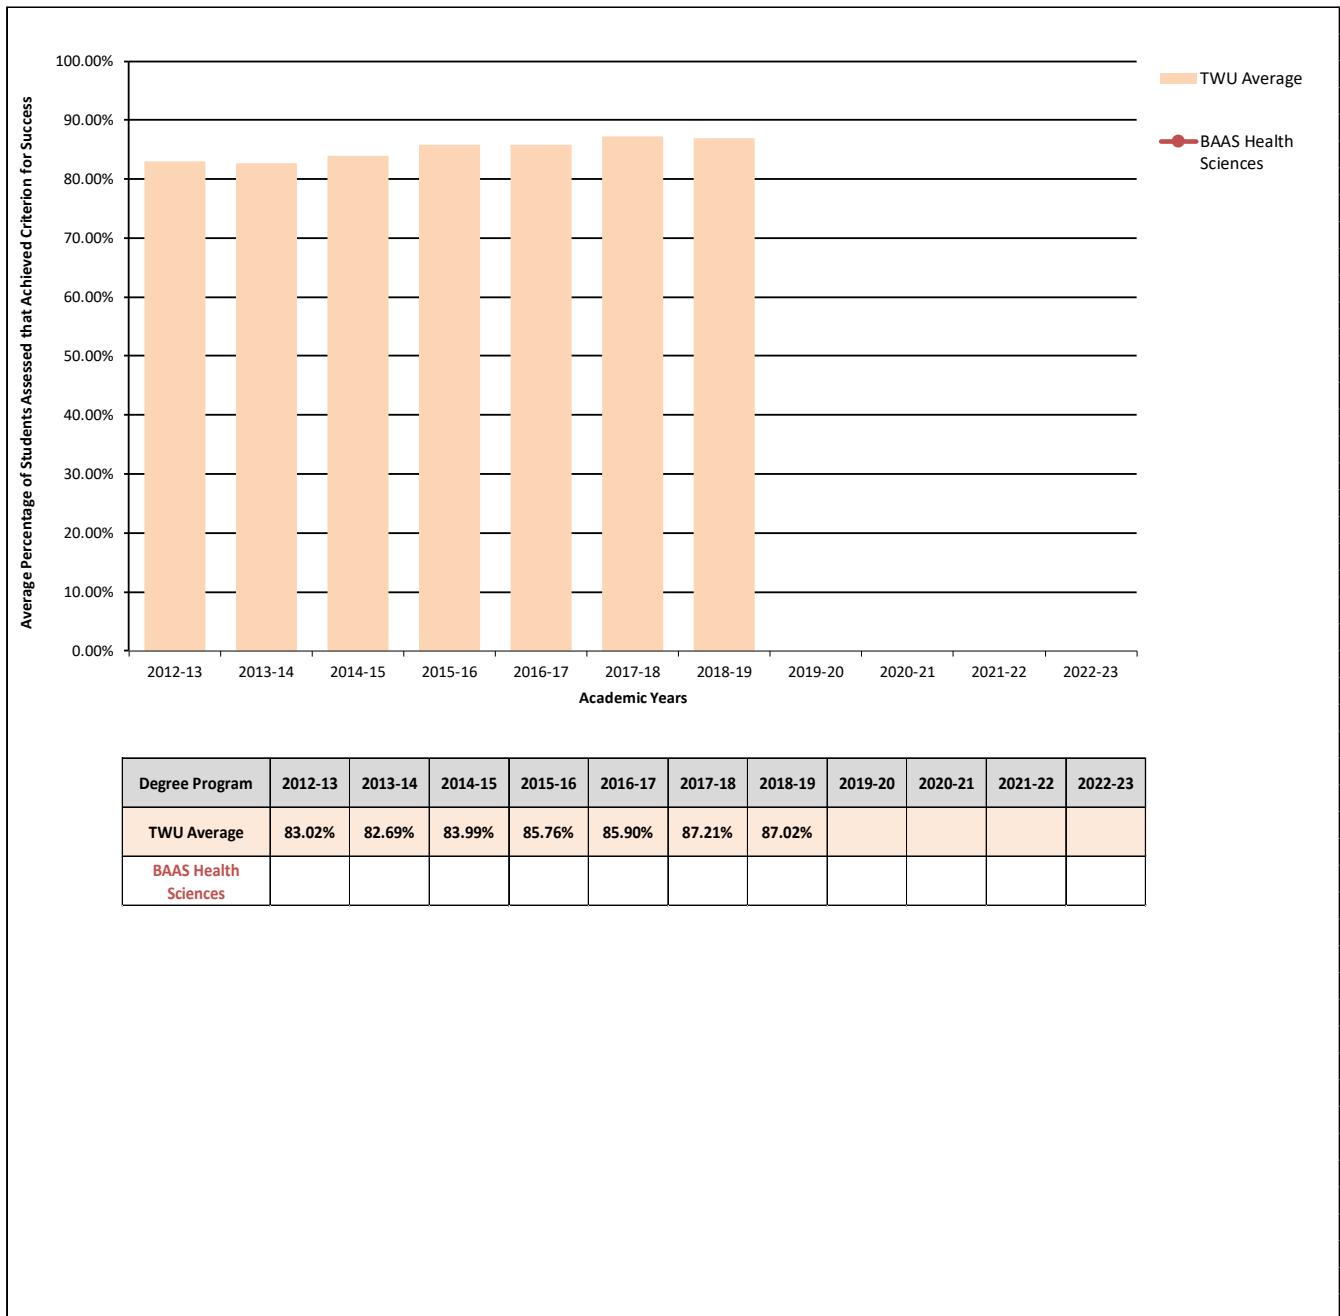 100.00%
90.00%
80.00%
70.00%
60.00%
50.00%
40.00%
30.00%
20.00%
10.00%
0.00%
Average Percentage of Students Assessed that Achieved Criterion for Success
2012-13 2013-14 2014-15 2015-16 2016-17 2017-18 2018-19 2019-20 2020-21 2021-22 2022-23
Academic Years
TWU Average
BAAS Health
Sciences
Degree Program 2012-13 2013-14 2014-15 2015-16 2016-17 2017-18 2018-19 2019-20 2020-21 2021-22 2022-23
TWU Average 83.02% 82.69% 83.99% 85.76% 85.90% 87.21% 87.02%
BAAS Health
Sciences